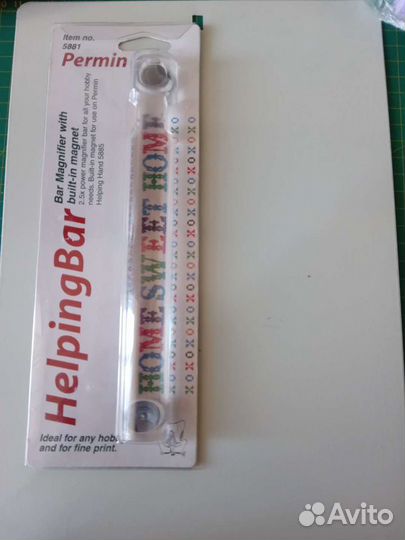 Item no.
5881
Permin
HelpingBar
Bar Magnifier with
built-in magnet
2.5x power magnifier bar for all your hobby
needs. Built-in magnet for use on Permin
Helping Hand 5885
HOME SWEET HOME
XOXOXOXOXOXOXOXOXOXO
Ideal for any hobb
and for fine print.
Avito